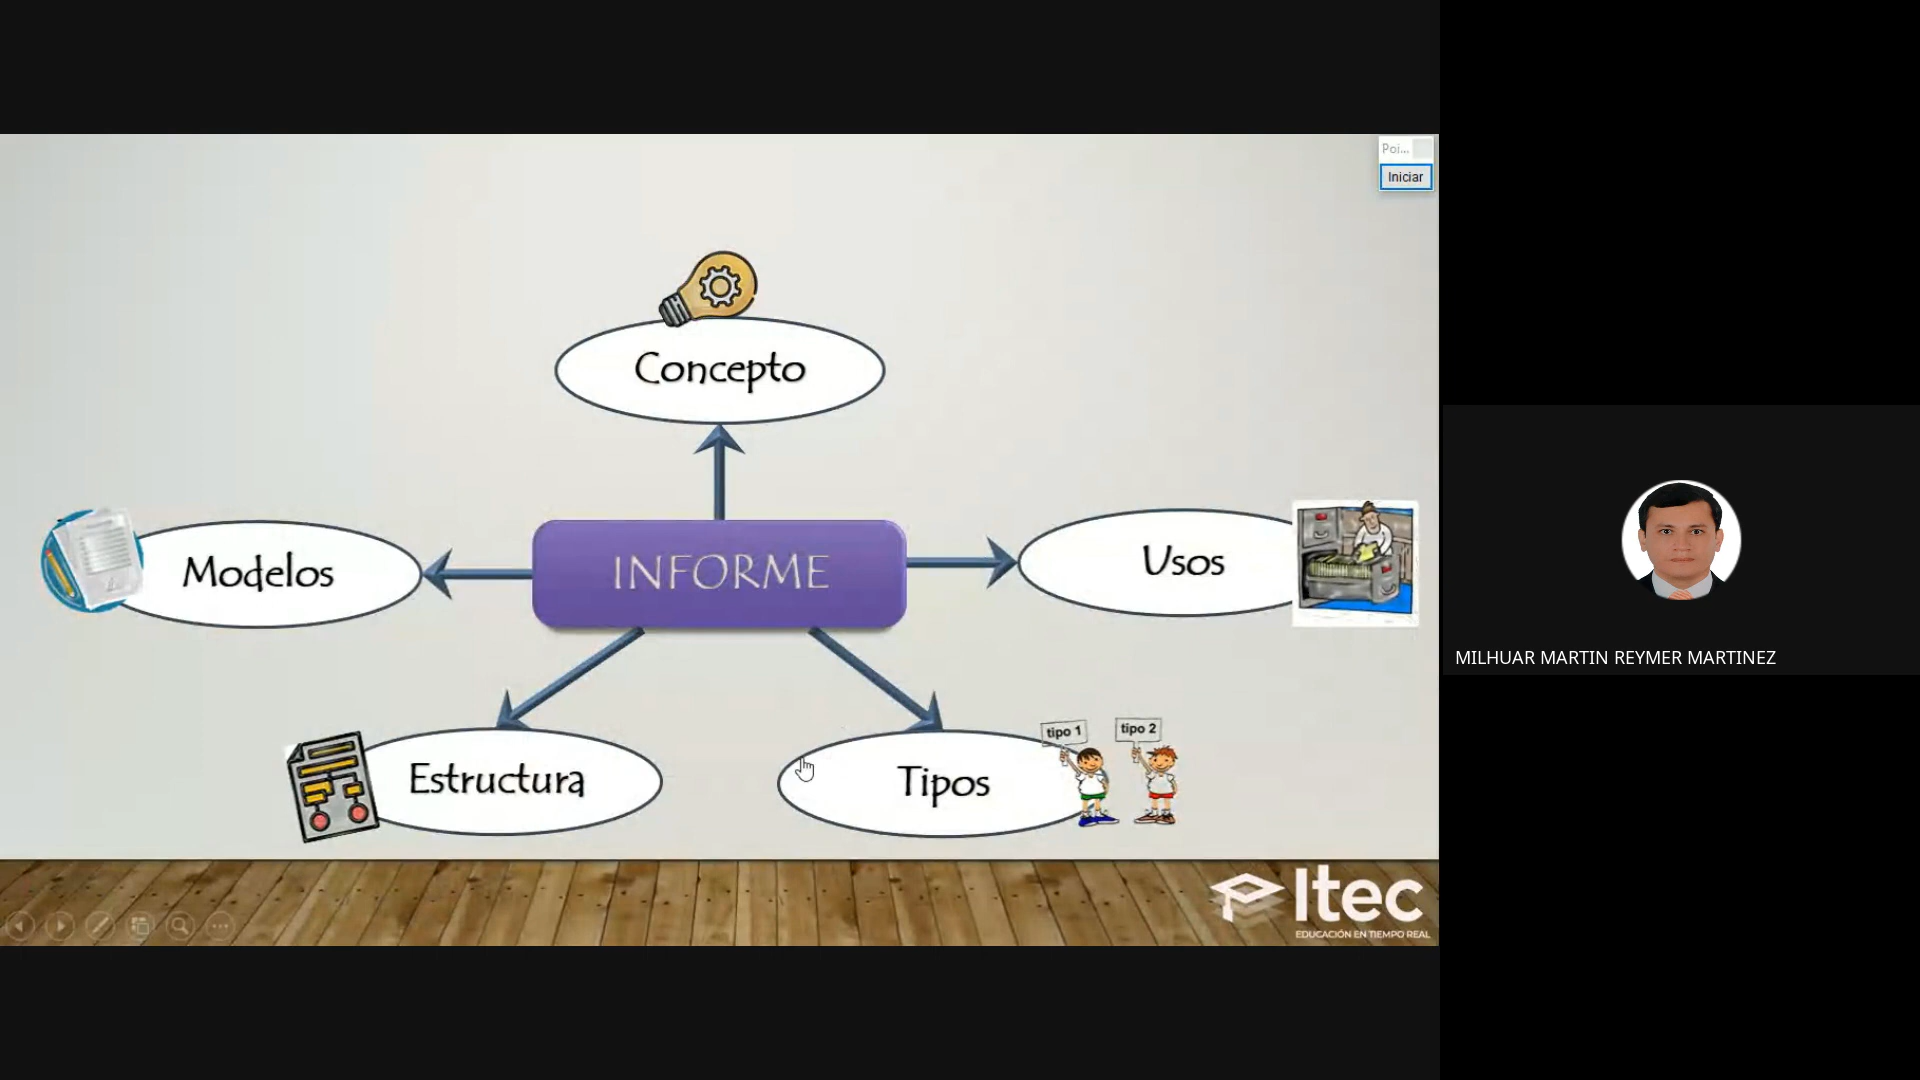 Poi...
Iniciar
Concepto
Modelos
INFORME
Usos
Estructura
Tipos
tipo 1
tipo 2
Itec
EDUCACIÓN EN TIEMPO REAL
MILHUAR MARTIN REYMER MARTINEZ